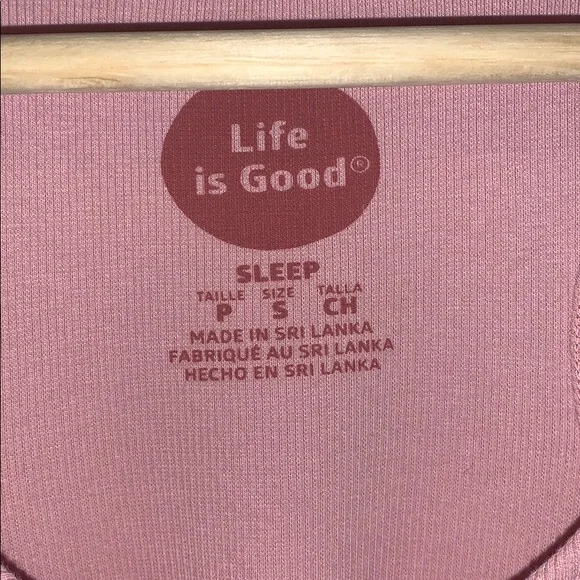 Life
is Good®
SLEEP
TAILLE SIZE TALLA
P S CH
MADE IN SRI LANKA
FABRIQUÉ AU SRI LANKA
HECHO EN SRI LANKA